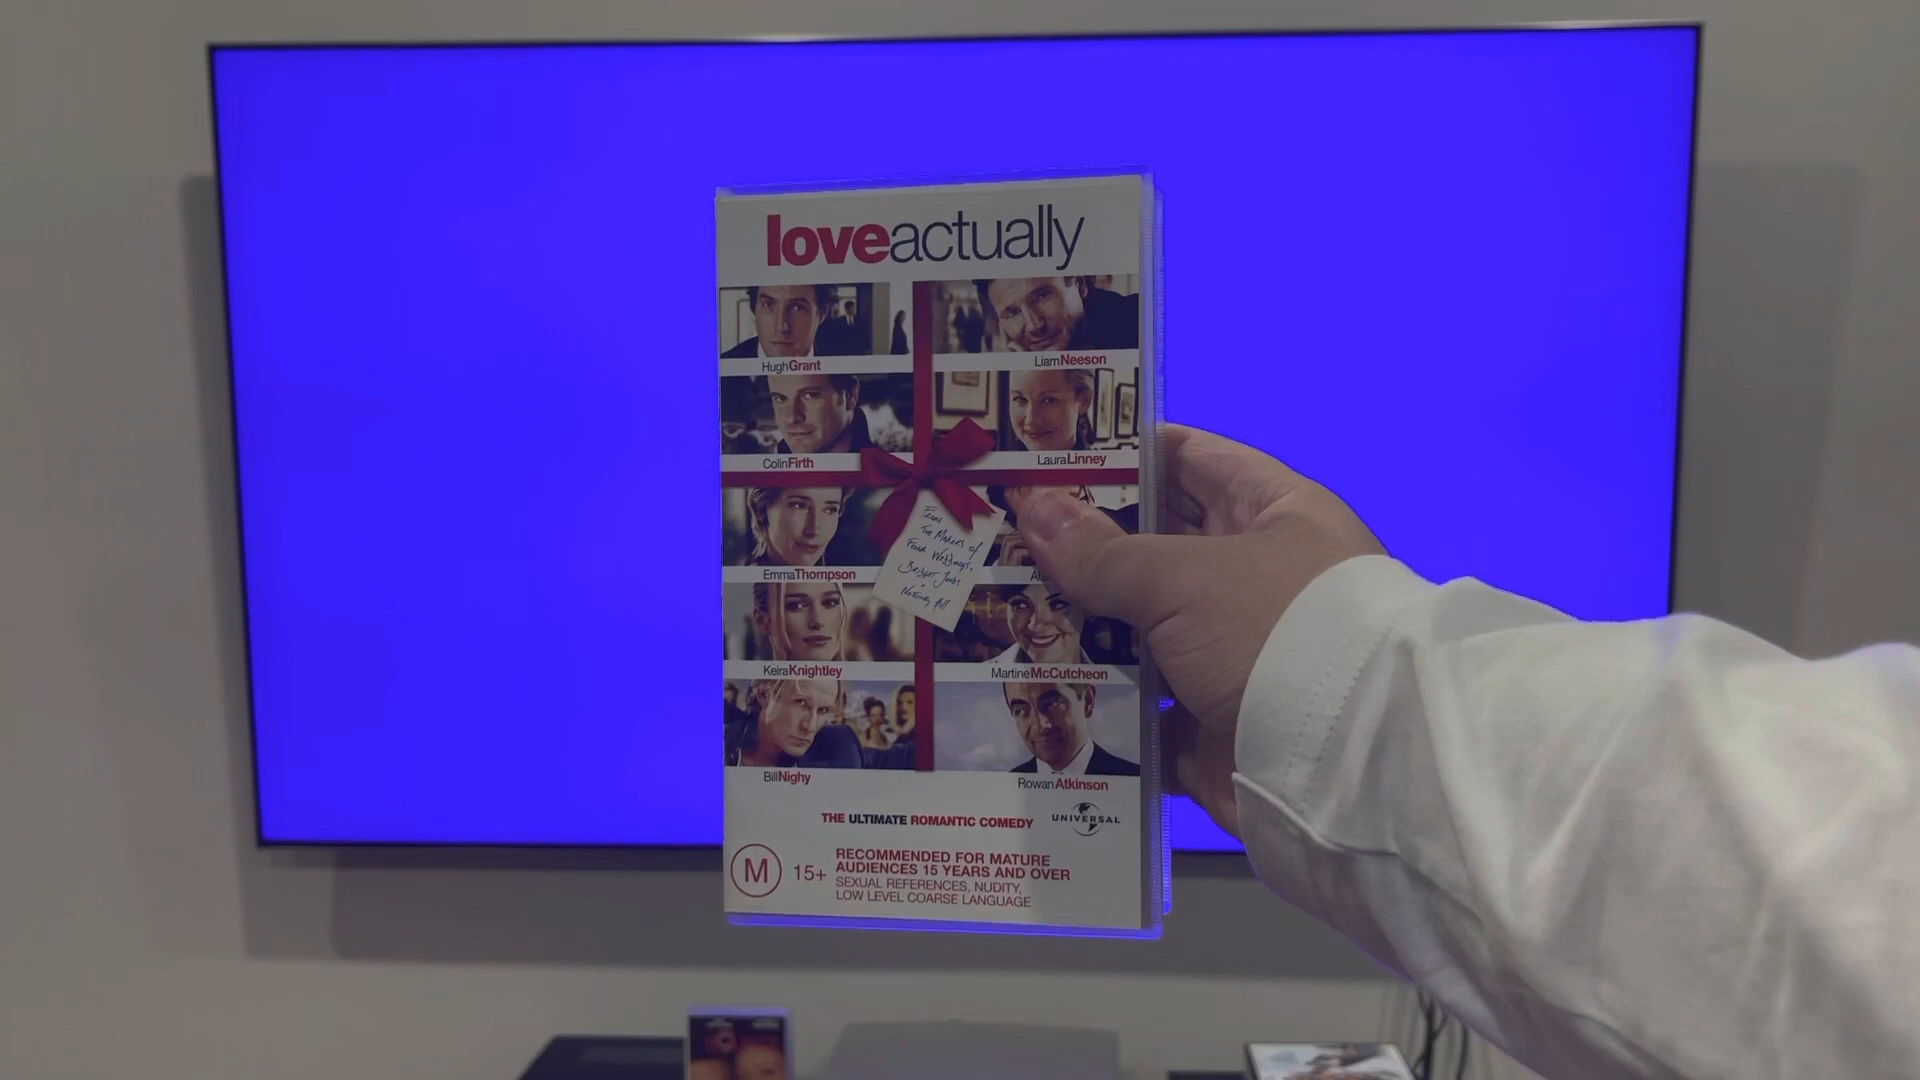 loveactually
HughGrant
LiamNeeson
ColinFirth
LauraLinney
From
The Makers of
Four Weddings,
Bridget Jones
+
Notting Hill
EmmaThompson
KeiraKnightley
MartineMcCutcheon
BillNighy
RowanAtkinson
THE ULTIMATE ROMANTIC COMEDY
UNIVERSAL
M 15+
RECOMMENDED FOR MATURE
AUDIENCES 15 YEARS AND OVER
SEXUAL REFERENCES, NUDITY,
LOW LEVEL COARSE LANGUAGE